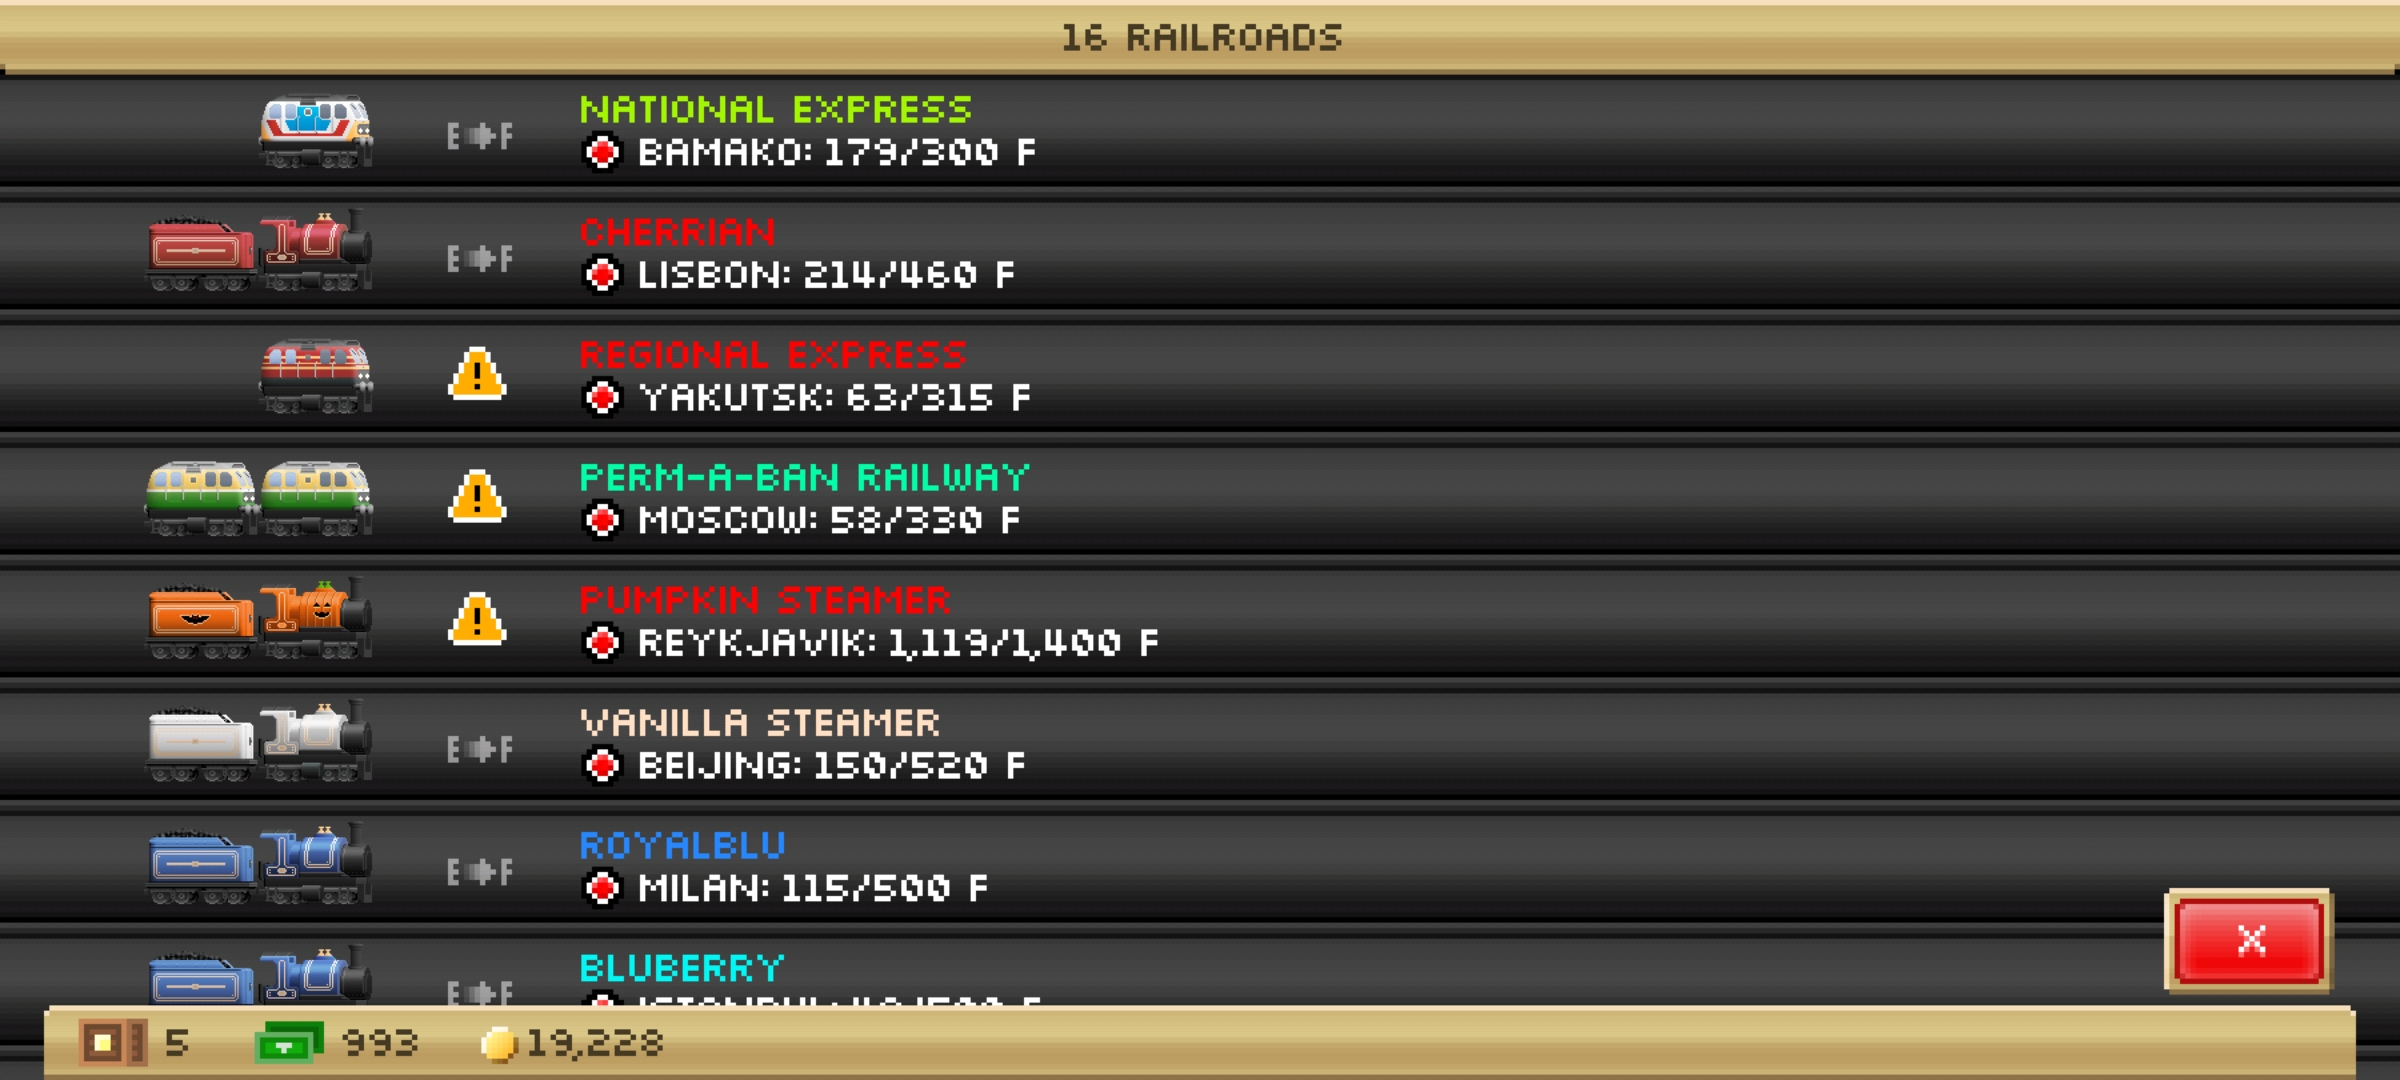 16 RAILROADS
E F
NATIONAL EXPRESS
BAMAKO: 179/300 F
E F
CHERRIAN
LISBON: 214/460 F
REGIONAL EXPRESS
YAKUTSK: 63/315 F
PERM-A-BAN RAILWAY
MOSCOW: 58/330 F
PUMPKIN STEAMER
REYKJAVIK: 1,119/1,400 F
E F
VANILLA STEAMER
BEIJING: 150/520 F
E F
ROYALBLU
MILAN: 115/500 F
E F
BLUBERRY
X
5 993 19,228